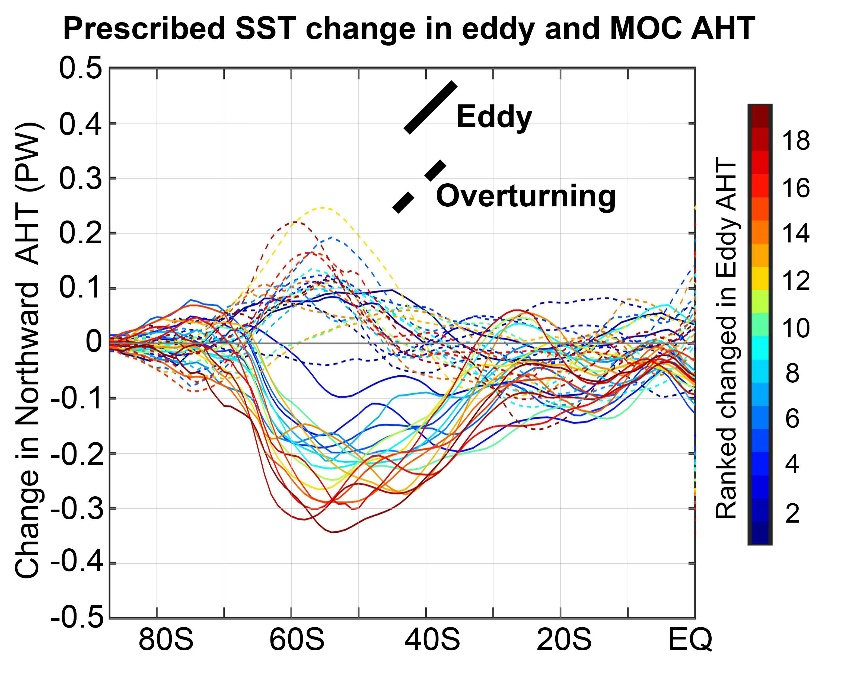 Prescribed SST change in eddy and MOC AHT
Change in Northward AHT (PW)
0.5
0.4
0.3
0.2
0.1
0
-0.1
-0.2
-0.3
-0.4
-0.5
80S
60S
40S
20S
EQ
Eddy
Overturning
Ranked changed in Eddy AHT
18
16
14
12
10
8
6
4
2